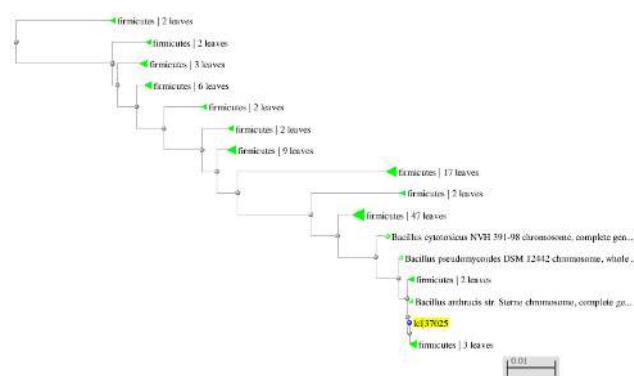 firmicutes | 2 leaves
firmicutes | 2 leaves
firmicutes | 3 leaves
firmicutes | 6 leaves
firmicutes | 2 leaves
firmicutes | 2 leaves
firmicutes | 9 leaves
firmicutes | 17 leaves
firmicutes | 2 leaves
firmicutes | 47 leaves
Bacillus cytotoxicus NVH 391-98 chromosome, complete gen...
Bacillus pseudomycoides DSM 12442 chromosome, whole .
firmicutes | 2 leaves
Bacillus anthracis str. Sterne chromosome, complete ge...
lcl|37025
firmicutes | 3 leaves
0.01